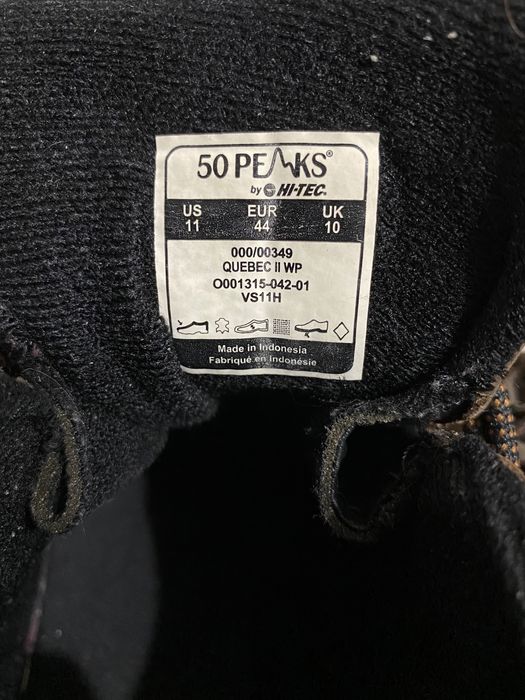 50 PEAKS®
by HI-TEC®
US EUR UK
11 44 10
000/00349
QUEBEC II WP
O001315-042-01
VS11H
Made in Indonesia
Fabriqué en Indonésie